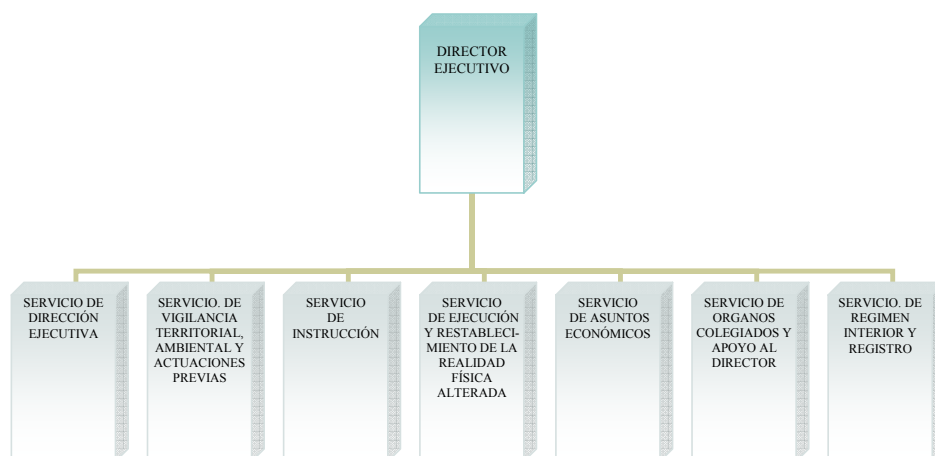 DIRECTOR
EJECUTIVO
SERVICIO DE
DIRECCIÓN
EJECUTIVA
SERVICIO. DE
VIGILANCIA
TERRITORIAL,
AMBIENTAL Y
ACTUACIONES
PREVIAS
SERVICIO
DE
INSTRUCCIÓN
SERVICIO
DE EJECUCIÓN
Y RESTABLECI-
MIENTO DE LA
REALIDAD
FÍSICA
ALTERADA
SERVICIO
DE ASUNTOS
ECONÓMICOS
SERVICIO DE
ORGANOS
COLEGIADOS Y
APOYO AL
DIRECTOR
SERVICIO. DE
REGIMEN
INTERIOR Y
REGISTRO